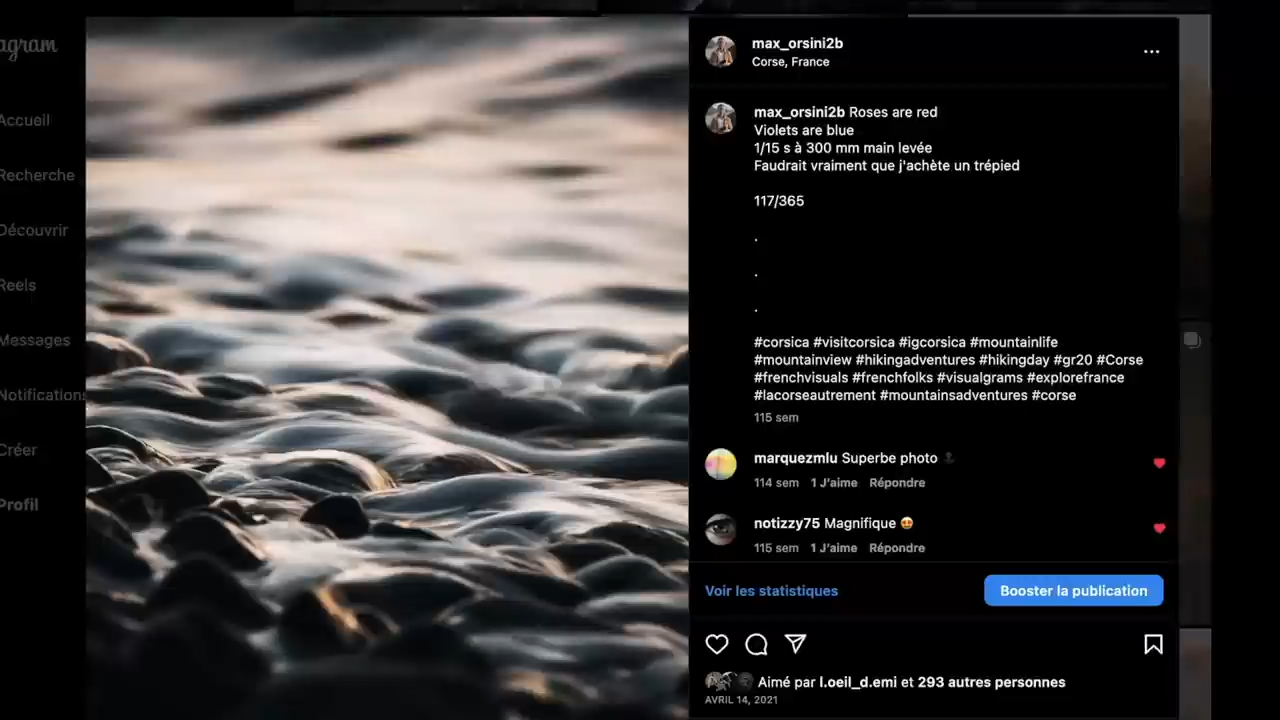 agram
Accueil
Recherche
Découvrir
Reels
Messages
Notifications
Créer
Profil
max_orsini2b
Corse, France
max_orsini2b Roses are red
Violets are blue
1/15 s à 300 mm main levée
Faudrait vraiment que j'achète un trépied
117/365
.
.
.
#corsica #visitcorsica #igcorsica #mountainlife
#mountainview #hikingadventures #hikingday #gr20 #Corse
#frenchvisuals #frenchfolks #visualgrams #explorefrance
#lacorseautrement #mountainsadventures #corse
115 sem
marquezmlu Superbe photo
114 sem 1 J'aime Répondre
notizzy75 Magnifique 😍
115 sem 1 J'aime Répondre
Voir les statistiques
Booster la publication
Aimé par l.oeil_d.emi et 293 autres personnes
AVRIL 14, 2021